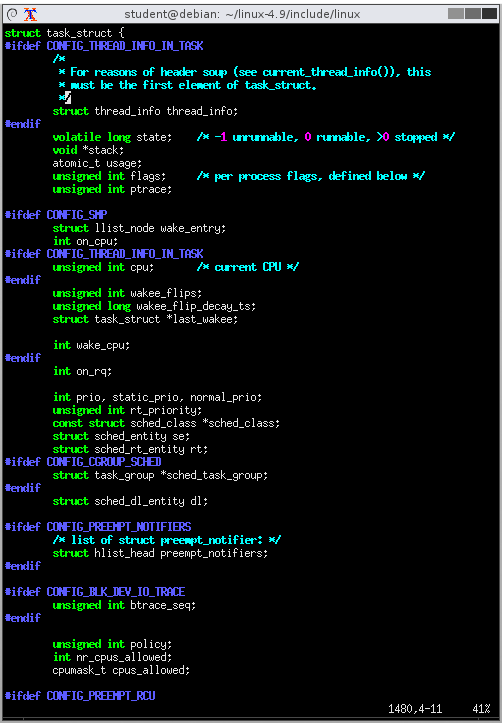 student@debian: ~/linux-4.9/include/linux
struct task_struct {
#ifdef CONFIG_THREAD_INFO_IN_TASK
/*
* For reasons of header soup (see current_thread_info()), this
* must be the first element of task_struct.
*/
struct thread_info thread_info;
#endif
volatile long state; /* -1 unrunnable, 0 runnable, >0 stopped */
void *stack;
atomic_t usage;
unsigned int flags; /* per process flags, defined below */
unsigned int ptrace;
#ifdef CONFIG_SMP
struct llist_node wake_entry;
int on_cpu;
#ifdef CONFIG_THREAD_INFO_IN_TASK
unsigned int cpu; /* current CPU */
#endif
unsigned int wakee_flips;
unsigned long wakee_flip_decay_ts;
struct task_struct *last_wakee;
int wake_cpu;
#endif
int on_rq;
int prio, static_prio, normal_prio;
unsigned int rt_priority;
const struct sched_class *sched_class;
struct sched_entity se;
struct sched_rt_entity rt;
#ifdef CONFIG_CGROUP_SCHED
struct task_group *sched_task_group;
#endif
struct sched_dl_entity dl;
#ifdef CONFIG_PREEMPT_NOTIFIERS
/* list of struct preempt_notifier: */
struct hlist_head preempt_notifiers;
#endif
#ifdef CONFIG_BLK_DEV_IO_TRACE
unsigned int btrace_seq;
#endif
unsigned int policy;
int nr_cpus_allowed;
cpumask_t cpus_allowed;
#ifdef CONFIG_PREEMPT_RCU
1480,4-11 41%